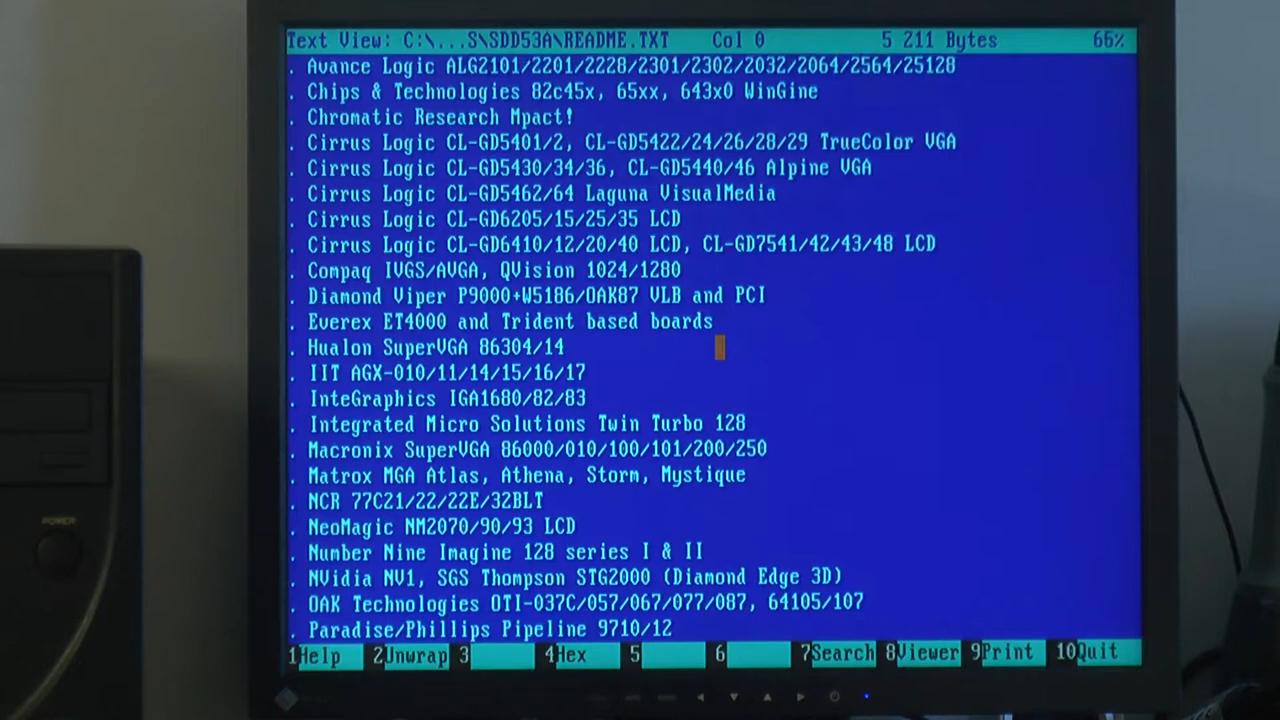 Text View: C:\...S\SDD53A\README.TXT    Col 0    5 211 Bytes    65%
. Avance Logic ALG2101/2201/2228/2301/2302/2032/2064/2564/25128
. Chips & Technologies 82c45x, 65xx, 643x0 WinGine
. Chromatic Research Mpact!
. Cirrus Logic CL-GD5401/2, CL-GD5422/24/26/28/29 TrueColor VGA
. Cirrus Logic CL-GD5430/34/36, CL-GD5440/46 Alpine VGA
. Cirrus Logic CL-GD5462/64 Laguna VisualMedia
. Cirrus Logic CL-GD6205/15/25/35 LCD
. Cirrus Logic CL-GD6410/12/20/40 LCD, CL-GD7541/42/43/48 LCD
. Compaq IVGS/AVGA, QVision 1024/1280
. Diamond Viper P9000+W5186/OAK87 VLB and PCI
. Everex ET4000 and Trident based boards
. Hualon SuperVGA 86304/14
. IIT AGX-010/11/14/15/16/17
. InteGraphics IGA1680/82/83
. Integrated Micro Solutions Twin Turbo 128
. Macronix SuperVGA 86000/010/100/101/200/250
. Matrox MGA Atlas, Athena, Storm, Mystique
. NCR 77C21/22/22E/32BLT
. NeoMagic NM2070/90/93 LCD
. Number Nine Imagine 128 series I & II
. NVidia NV1, SGS Thompson STG2000 (Diamond Edge 3D)
. OAK Technologies OTI-037C/057/067/077/087, 64105/107
. Paradise/Phillips Pipeline 9710/12
1Help 2Unwrap 3 4Hex 5 6 7Search 8Viewer 9Print 10Quit
POWER